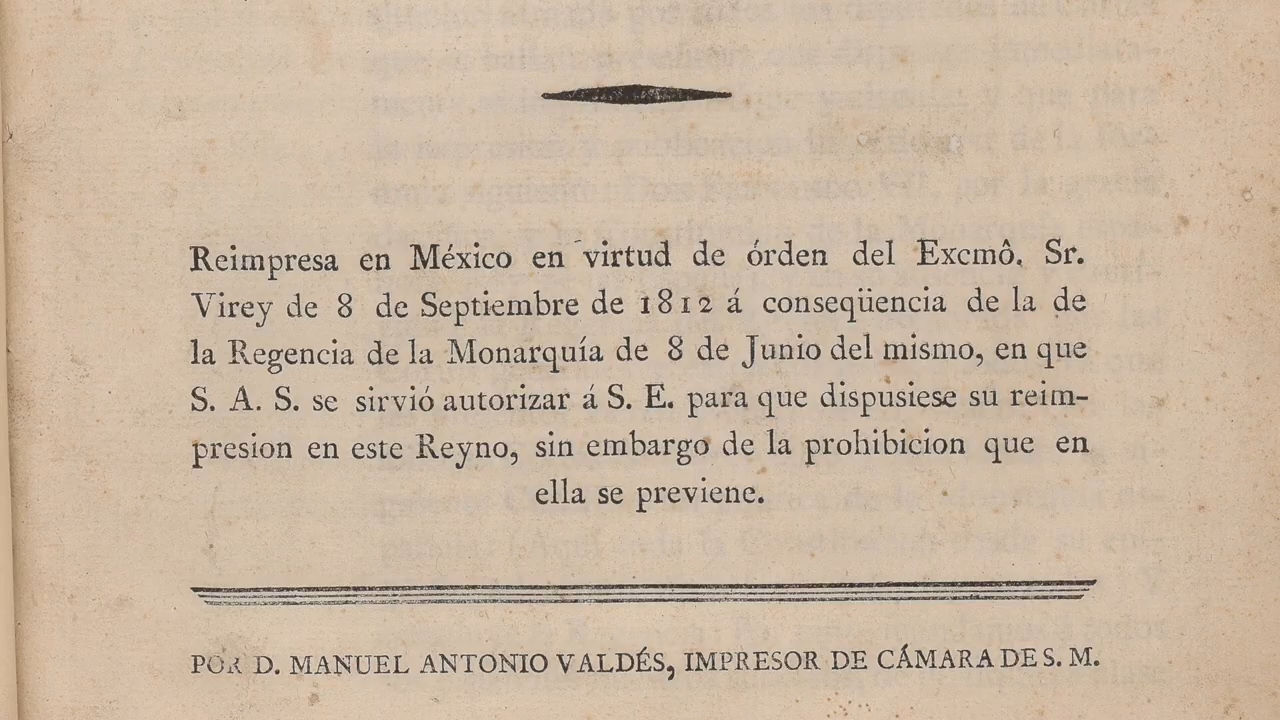 Reimpresa en México en virtud de órden del Excmô. Sr.
Virey de 8 de Septiembre de 1812 á conseqüencia de la de
la Regencia de la Monarquía de 8 de Junio del mismo, en que
S. A. S. se sirvió autorizar á S. E. para que dispusiese su reim-
presion en este Reyno, sin embargo de la prohibicion que en
ella se previene.
POR D. MANUEL ANTONIO VALDÉS, IMPRESOR DE CÁMARA DE S. M.